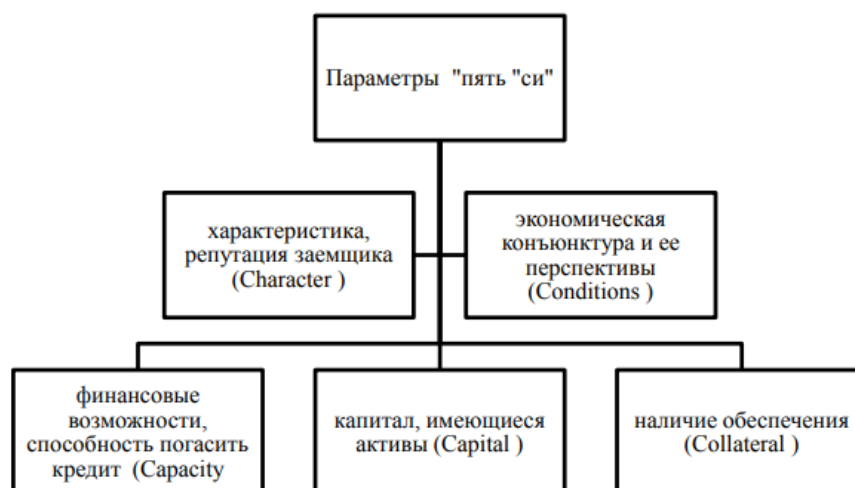 Параметры "пять "си"
характеристика,
репутация заемщика
(Character )
экономическая
конъюнктура и ее
перспективы
(Conditions )
финансовые
возможности,
способность погасить
кредит (Capacity
капитал, имеющиеся
активы (Capital )
наличие обеспечения
(Collateral )